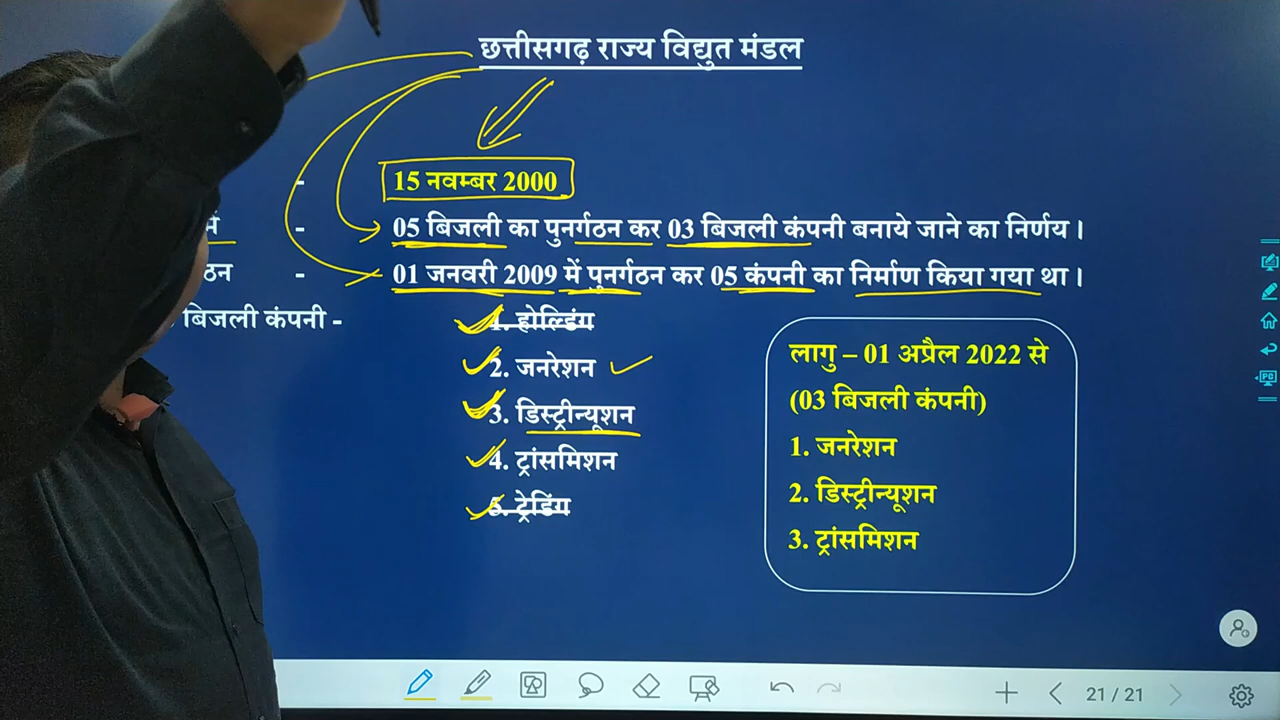 छत्तीसगढ़ राज्य विद्युत मंडल
- 15 नवम्बर 2000
में - 05 बिजली का पुनर्गठन कर 03 बिजली कंपनी बनाये जाने का निर्णय।
ठन - 01 जनवरी 2009 में पुनर्गठन कर 05 कंपनी का निर्माण किया गया था।
बिजली कंपनी -
1. होल्डिंग
2. जनरेशन
3. डिस्ट्रीन्यूशन
4. ट्रांसमिशन
5. ट्रेडिंग
लागु – 01 अप्रैल 2022 से
(03 बिजली कंपनी)
1. जनरेशन
2. डिस्ट्रीन्यूशन
3. ट्रांसमिशन
21 / 21